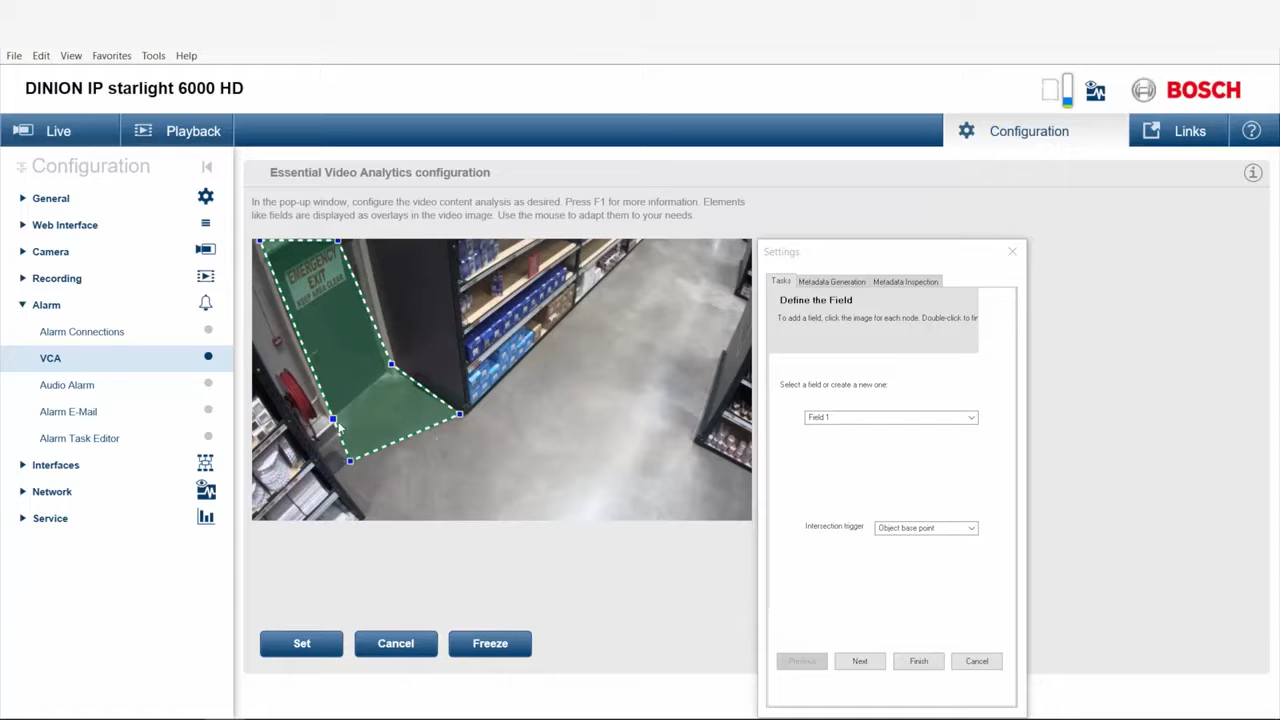 File Edit View Favorites Tools Help
DINION IP starlight 6000 HD
BOSCH
Live Playback Configuration Links
Configuration
General
Web Interface
Camera
Recording
Alarm
Alarm Connections
VCA
Audio Alarm
Alarm E-Mail
Alarm Task Editor
Interfaces
Network
Service
Essential Video Analytics configuration
In the pop-up window, configure the video content analysis as desired. Press F1 for more information. Elements
like fields are displayed as overlays in the video image. Use the mouse to adapt them to your needs.
EMERGENCY
EXIT
KEEP AREA CLEAR
Set Cancel Freeze
Settings
Tasks Metadata Generation Metadata Inspection
Define the Field
To add a field, click the image for each node. Double-click to fir
Select a field or create a new one:
Field 1
Intersection trigger Object base point
Previous Next Finish Cancel